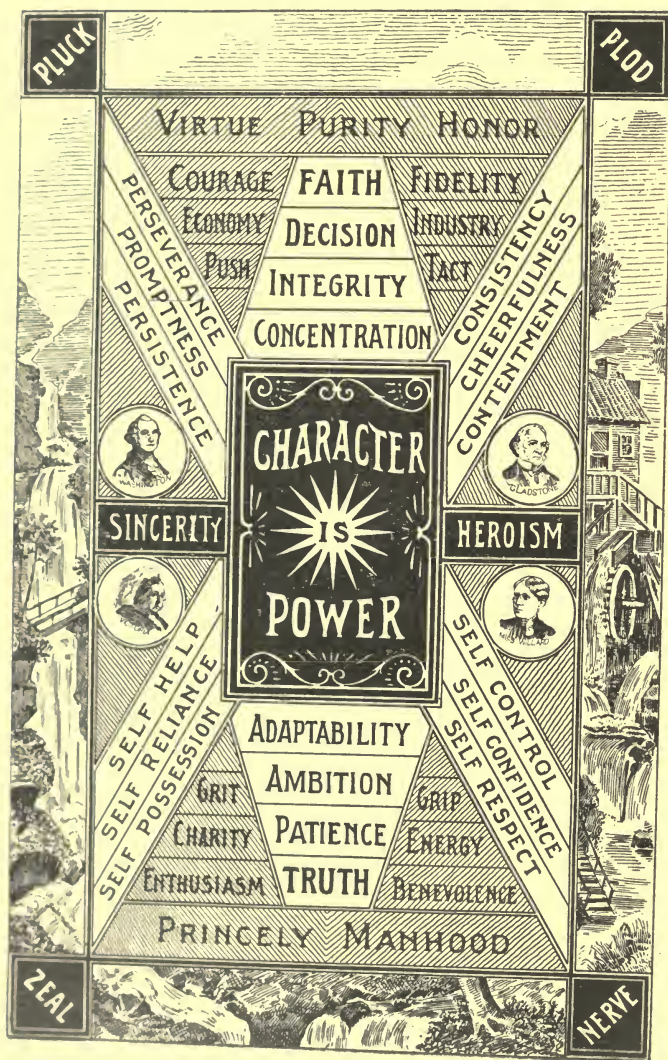 PLUCK
PLOD
VIRTUE PURITY HONOR
COURAGE
ECONOMY
PUSH
FAITH
DECISION
INTEGRITY
CONCENTRATION
FIDELITY
INDUSTRY
TACT
PERSEVERANCE
PROMPTNESS
PERSISTENCE
CONSISTENCY
CHEERFULNESS
CONTENTMENT
WASHINGTON
GLADSTONE
CHARACTER
IS
POWER
SINCERITY
HEROISM
WILLARD
SELF HELP
SELF RELIANCE
SELF POSSESSION
SELF CONTROL
SELF CONFIDENCE
SELF RESPECT
ADAPTABILITY
AMBITION
PATIENCE
TRUTH
GRIT
CHARITY
ENTHUSIASM
GRIP
ENERGY
BENEVOLENCE
PRINCELY MANHOOD
ZEAL
NERVE